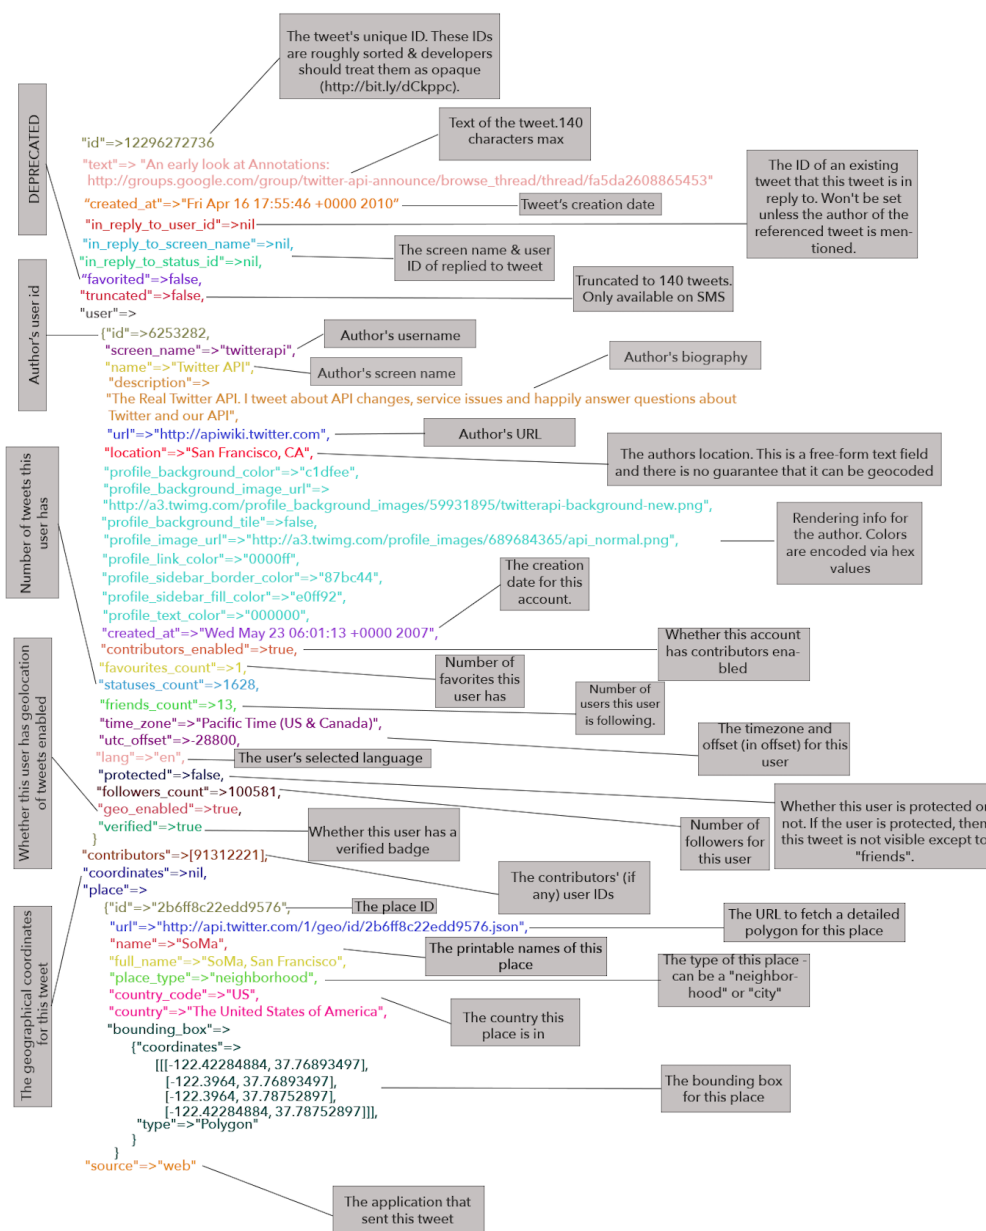 The tweet's unique ID. These IDs
are roughly sorted & developers
should treat them as opaque
(http://bit.ly/dCkppc).
DEPRECATED
"id"=>12296272736
Text of the tweet.140
characters max
"text"=> "An early look at Annotations:
http://groups.google.com/group/twitter-api-announce/browse_thread/thread/fa5da2608865453"
The ID of an existing
tweet that this tweet is in
reply to. Won't be set
unless the author of the
referenced tweet is men-
tioned.
"created_at"=>"Fri Apr 16 17:55:46 +0000 2010"
Tweet's creation date
"in_reply_to_user_id"=>nil
"in_reply_to_screen_name"=>nil,
"in_reply_to_status_id"=>nil,
The screen name & user
ID of replied to tweet
"favorited"=>false,
"truncated"=>false,
Truncated to 140 tweets.
Only available on SMS
"user"=>
Author's user id
{"id"=>6253282,
"screen_name"=>"twitterapi",
Author's username
"name"=>"Twitter API",
Author's screen name
"description"=>
Author's biography
"The Real Twitter API. I tweet about API changes, service issues and happily answer questions about
Twitter and our API",
"url"=>"http://apiwiki.twitter.com",
Author's URL
"location"=>"San Francisco, CA",
The authors location. This is a free-form text field
and there is no guarantee that it can be geocoded
Number of tweets this
user has
"profile_background_color"=>"c1dfee",
"profile_background_image_url"=>
"http://a3.twimg.com/profile_background_images/59931895/twitterapi-background-new.png",
"profile_background_tile"=>false,
"profile_image_url"=>"http://a3.twimg.com/profile_images/689684365/api_normal.png",
"profile_link_color"=>"0000ff",
"profile_sidebar_border_color"=>"87bc44",
"profile_sidebar_fill_color"=>"e0ff92",
"profile_text_color"=>"000000",
Rendering info for
the author. Colors
are encoded via hex
values
"created_at"=>"Wed May 23 06:01:13 +0000 2007",
The creation
date for this
account.
"contributors_enabled"=>true,
Whether this account
has contributors ena-
bled
"favourites_count"=>1,
Number of
favorites this
user has
"statuses_count"=>1628,
"friends_count"=>13,
Number of
users this user
is following.
Whether this user has geolocation
of tweets enabled
"time_zone"=>"Pacific Time (US & Canada)",
"utc_offset"=>-28800,
The timezone and
offset (in offset) for this
user
"lang"=>"en",
The user's selected language
"protected"=>false,
Whether this user is protected or
not. If the user is protected, then
this tweet is not visible except to
"friends".
"followers_count"=>100581,
Number of
followers for
this user
"geo_enabled"=>true,
"verified"=>true
Whether this user has a
verified badge
}
"contributors"=>[91312221],
The contributors' (if
any) user IDs
"coordinates"=>nil,
The geographical coordinates
for this tweet
"place"=>
{"id"=>"2b6ff8c22edd9576",
The place ID
"url"=>"http://api.twitter.com/1/geo/id/2b6ff8c22edd9576.json",
The URL to fetch a detailed
polygon for this place
"name"=>"SoMa",
"full_name"=>"SoMa, San Francisco",
The printable names of this
place
"place_type"=>"neighborhood",
The type of this place -
can be a "neighbor-
hood" or "city"
"country_code"=>"US",
"country"=>"The United States of America",
The country this
place is in
"bounding_box"=>
{"coordinates"=>
[[[-122.42284884, 37.76893497],
[-122.3964, 37.76893497],
[-122.3964, 37.78752897],
[-122.42284884, 37.78752897]]],
The bounding box
for this place
"type"=>"Polygon"
}
}
"source"=>"web"
The application that
sent this tweet